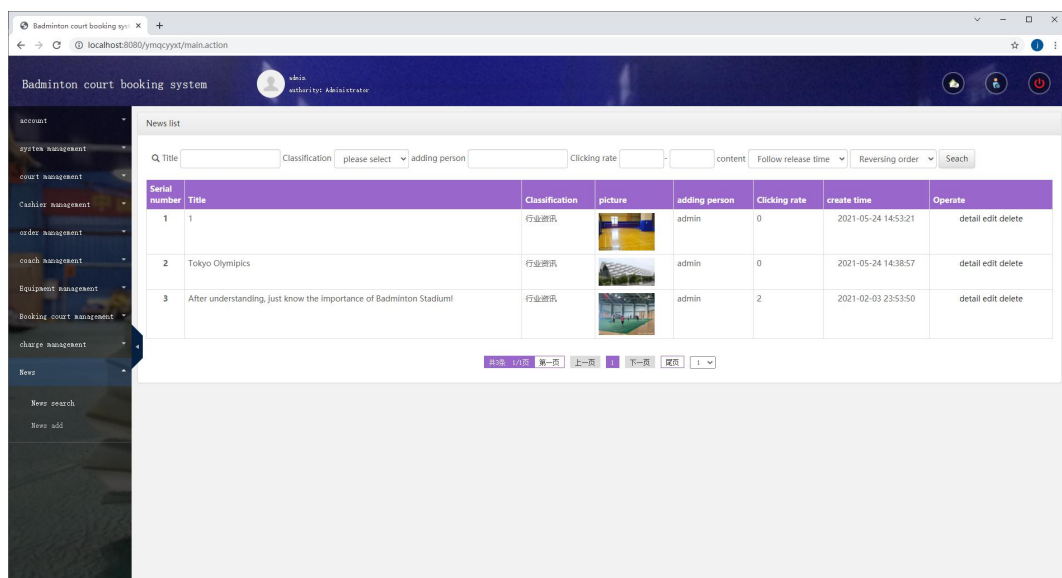 Badminton court booking syst
localhost:8080/ymqcyyxt/main.action
Badminton court booking system
admin
authority: Administrator
account
system management
court management
Cashier management
order management
coach management
Equipment management
Booking court management
charge management
News
News search
News add
News list
Title Classification please select adding person Clicking rate - content Follow release time Reversing order Seach
Serial number Title Classification picture adding person Clicking rate create time Operate
1 1 行业资讯 admin 0 2021-05-24 14:53:21 detail edit delete
2 Tokyo Olymipics 行业资讯 admin 0 2021-05-24 14:38:57 detail edit delete
3 After understanding, just know the importance of Badminton Stadium! 行业资讯 admin 2 2021-02-03 23:53:50 detail edit delete
共3条 1/1页 第一页 上一页 1 下一页 尾页 1